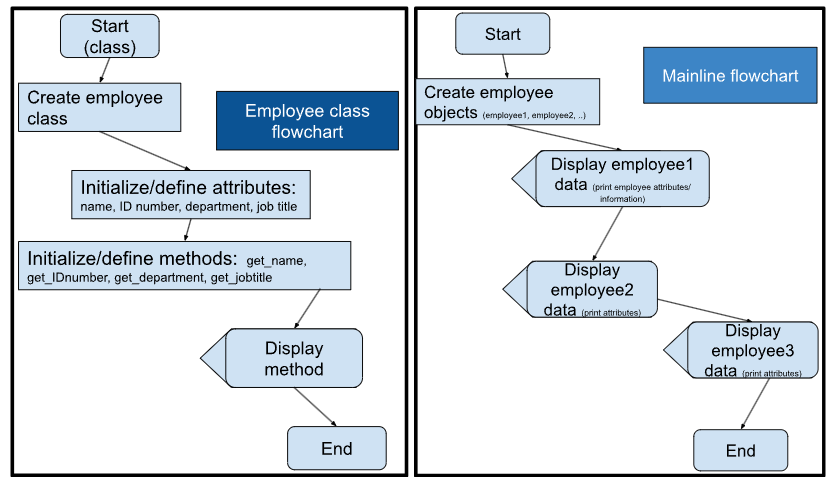 Start
(class)
Create employee
class
Employee class
flowchart
Initialize/define attributes:
name, ID number, department, job title
Initialize/define methods: get_name,
get_IDnumber, get_department, get_jobtitle
Display
method
End
Start
Mainline flowchart
Create employee
objects (employee1, employee2, ..)
Display employee1
data (print employee attributes/
information)
Display
employee2
data (print attributes)
Display
employee3
data (print attributes)
End